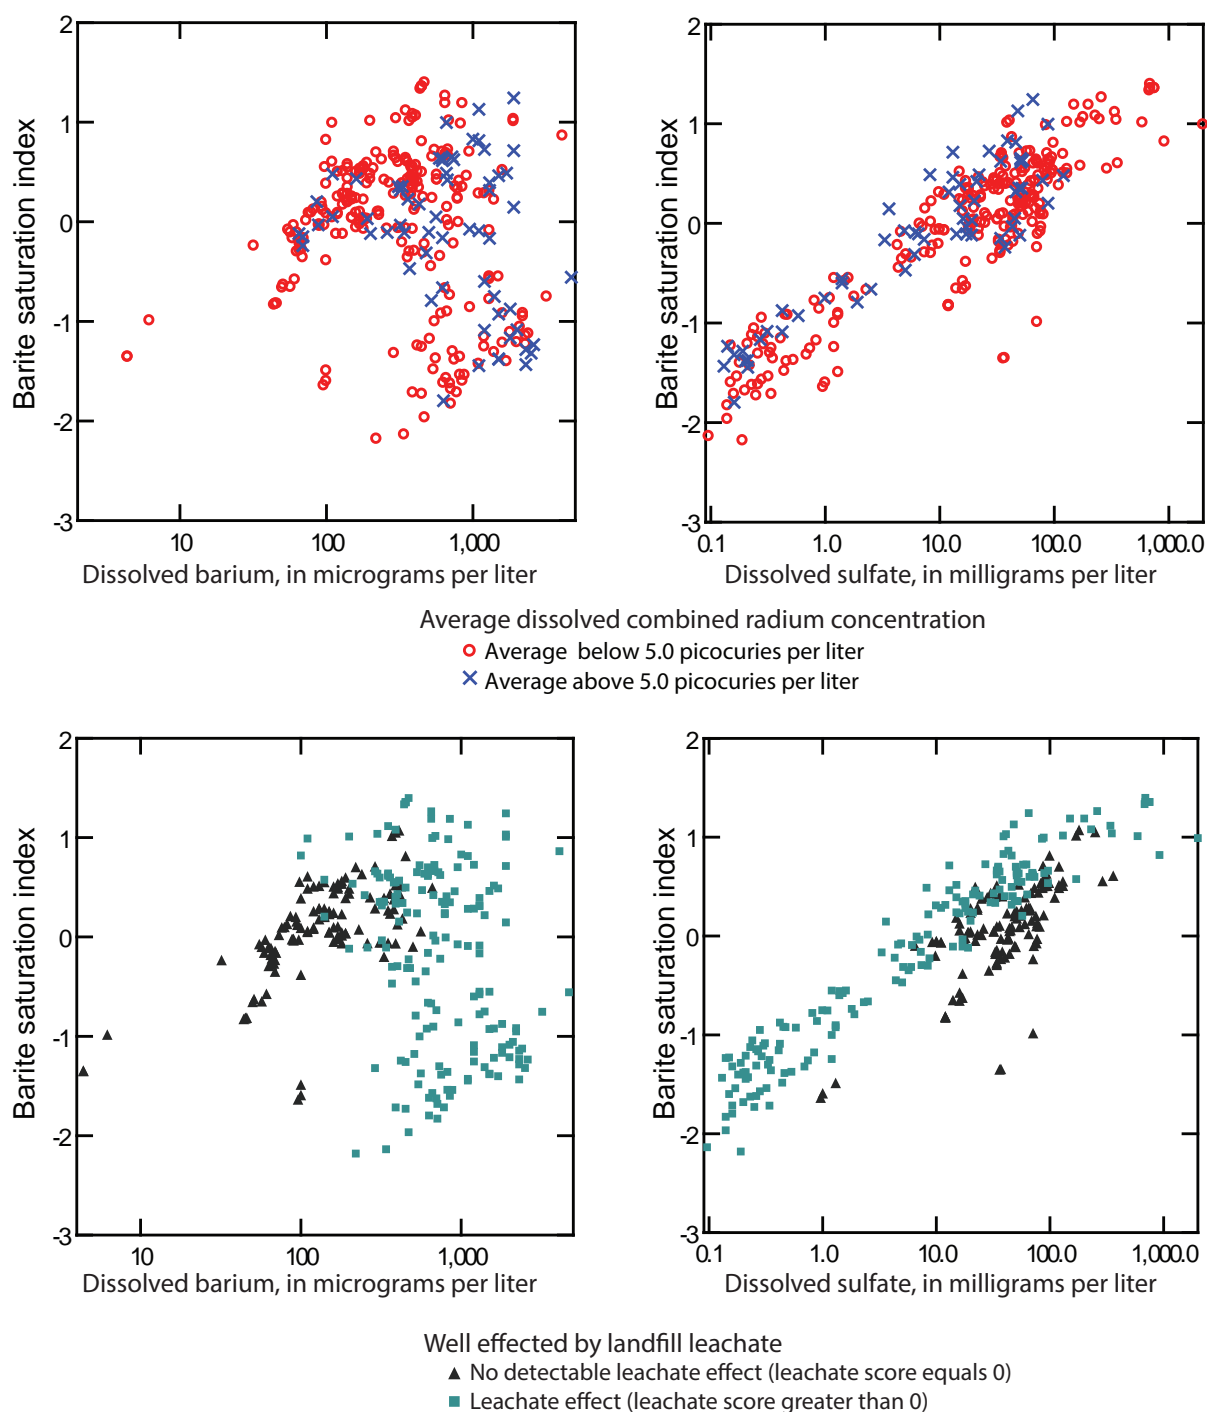 2
1
0
-1
-2
-3
Barite saturation index
10 100 1,000
Dissolved barium, in micrograms per liter
2
1
0
-1
-2
-3
Barite saturation index
0.1 1.0 10.0 100.0 1,000.0
Dissolved sulfate, in milligrams per liter
Average dissolved combined radium concentration
Average below 5.0 picocuries per liter
Average above 5.0 picocuries per liter
2
1
0
-1
-2
-3
Barite saturation index
10 100 1,000
Dissolved barium, in micrograms per liter
2
1
0
-1
-2
-3
Barite saturation index
0.1 1.0 10.0 100.0 1,000.0
Dissolved sulfate, in milligrams per liter
Well effected by landfill leachate
No detectable leachate effect (leachate score equals 0)
Leachate effect (leachate score greater than 0)